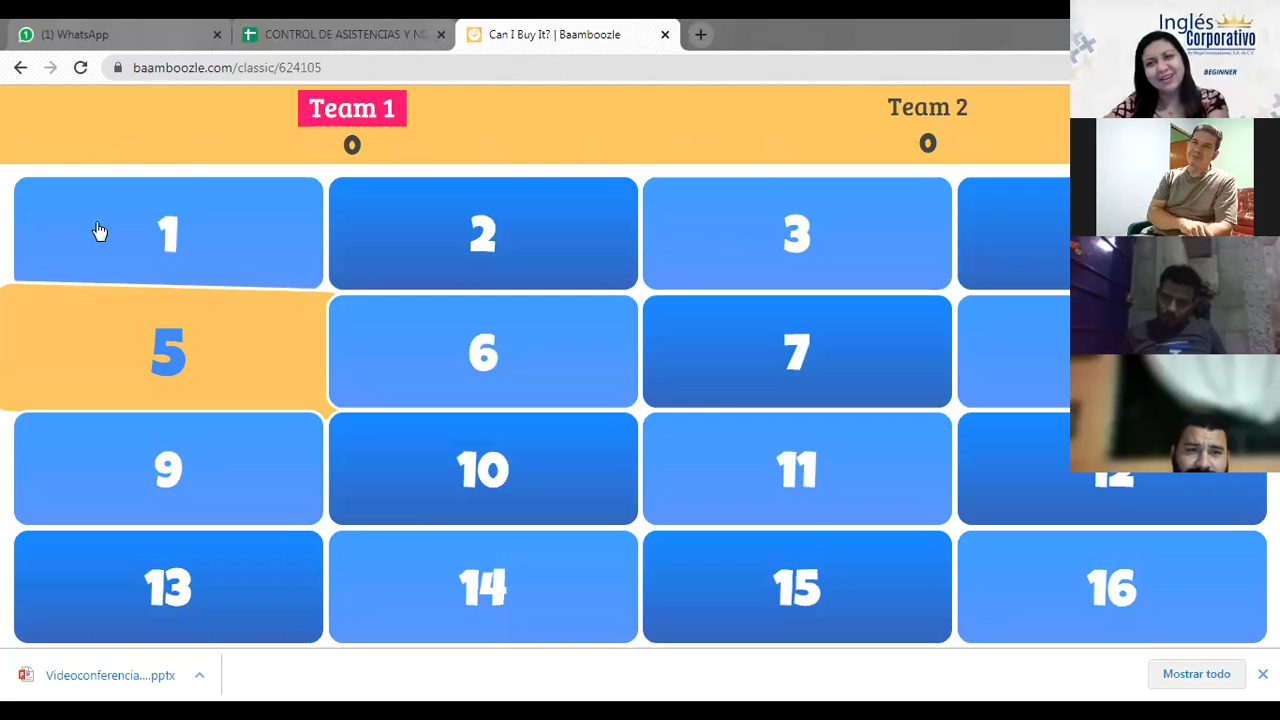 (1) WhatsApp
CONTROL DE ASISTENCIAS Y NO
Can I Buy It? | Baamboozle
baamboozle.com/classic/624105
Inglés
Corporativo
BEGINNER
Team 1
0
Team 2
0
1
2
3
5
6
7
9
10
11
12
13
14
15
16
Videoconferencia....pptx
Mostrar todo